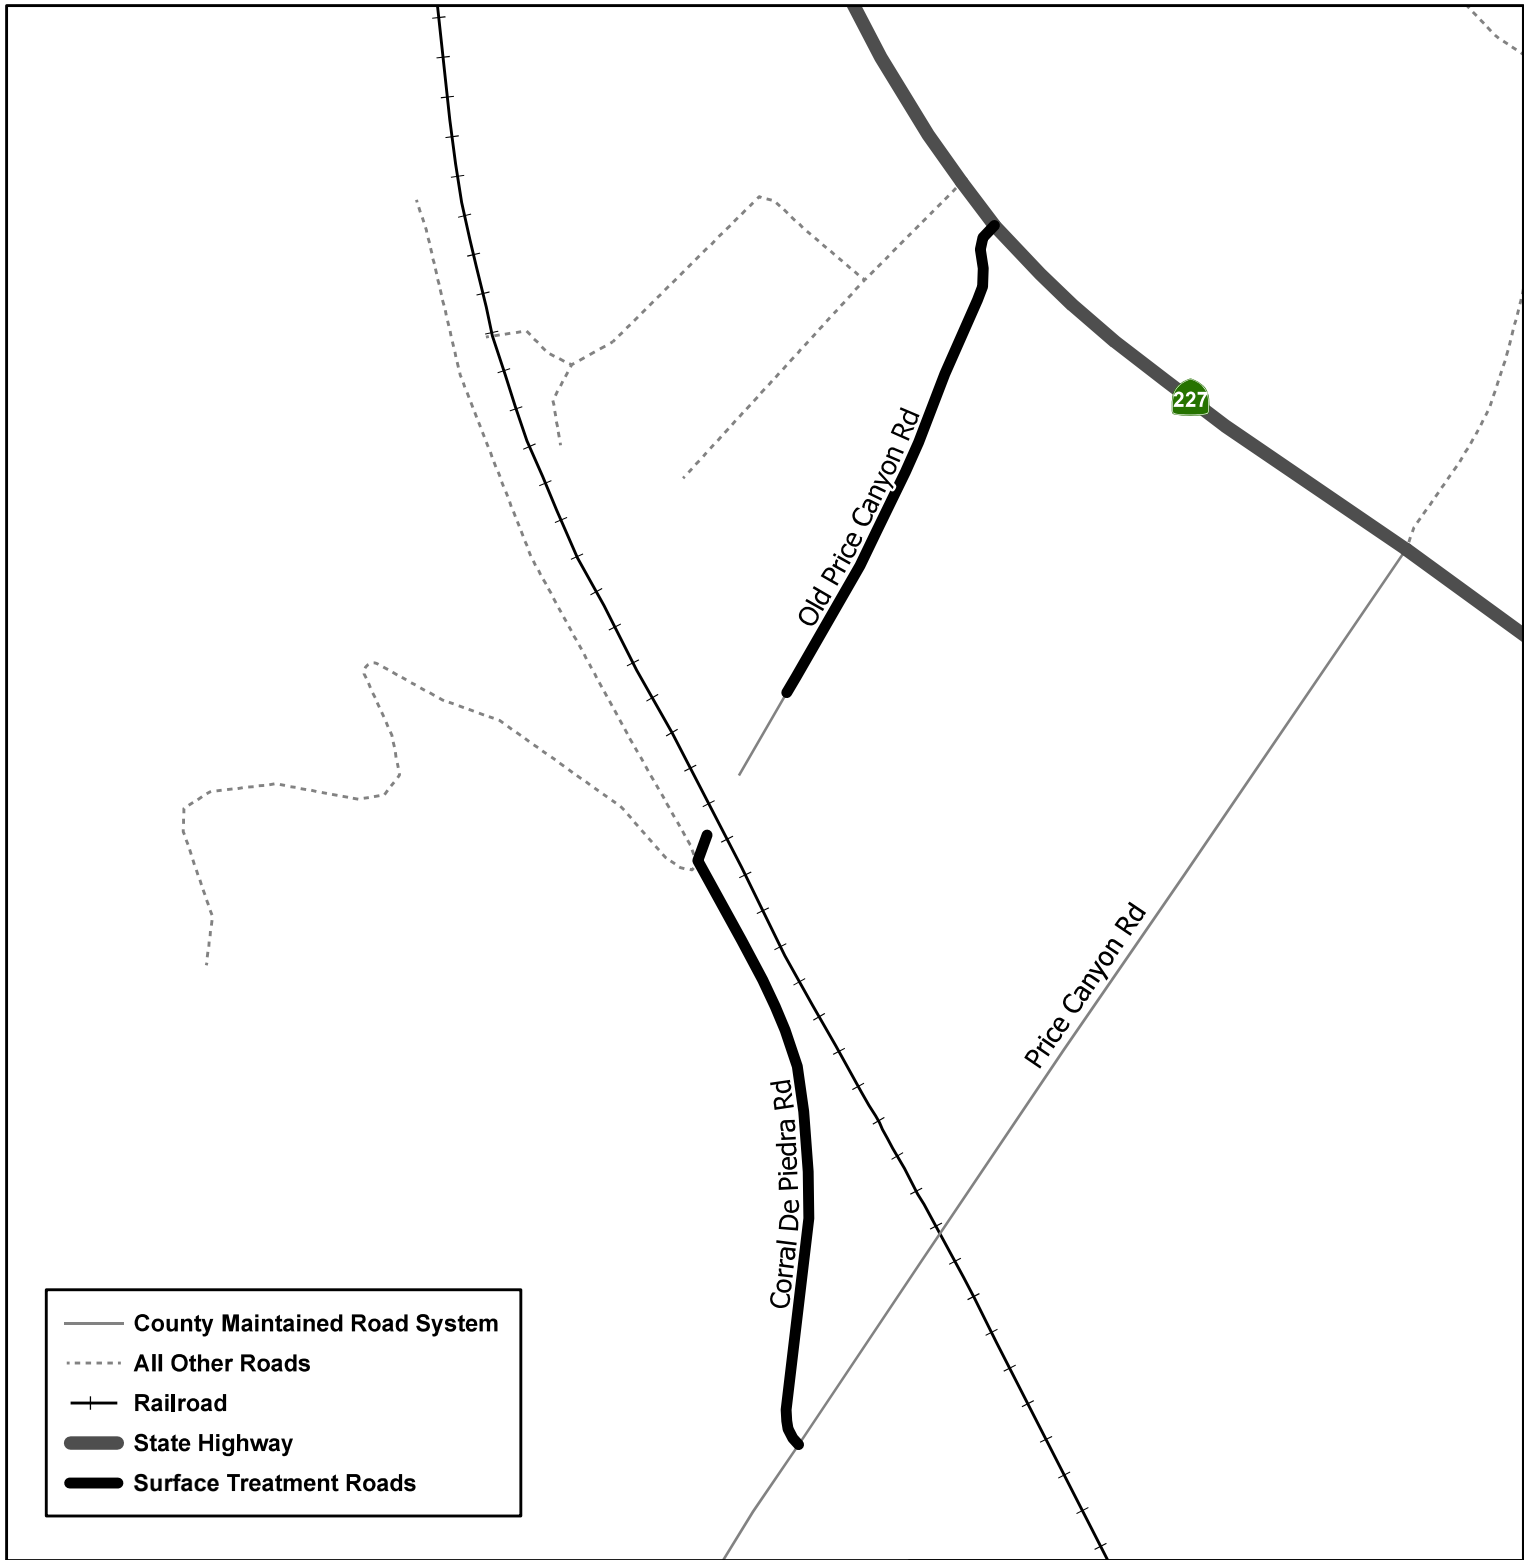 227
Old Price Canyon Rd
Price Canyon Rd
Corral De Piedra Rd
County Maintained Road System
All Other Roads
Railroad
State Highway
Surface Treatment Roads